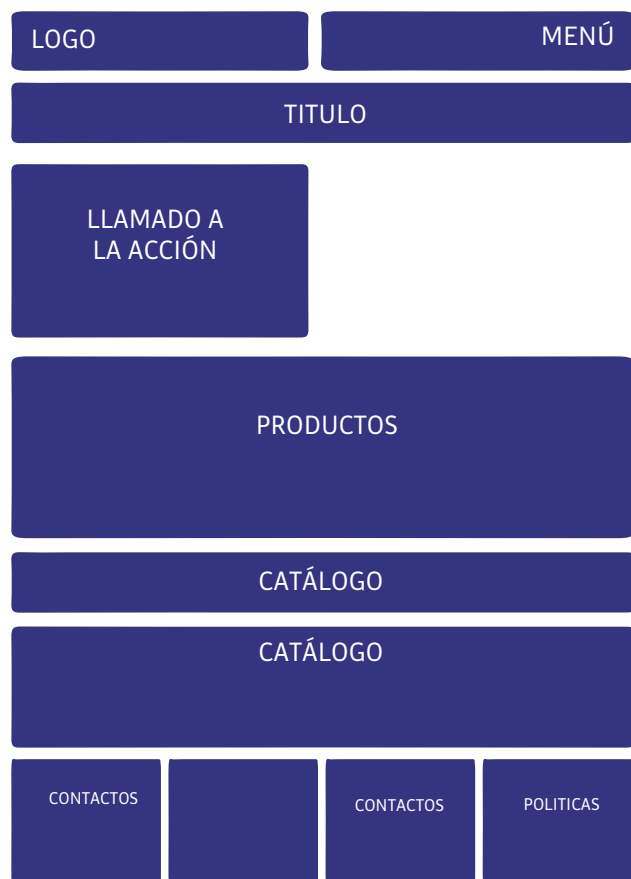 LOGO
MENÚ
TITULO
LLAMADO A
LA ACCIÓN
PRODUCTOS
CATÁLOGO
CATÁLOGO
CONTACTOS
CONTACTOS
POLITICAS